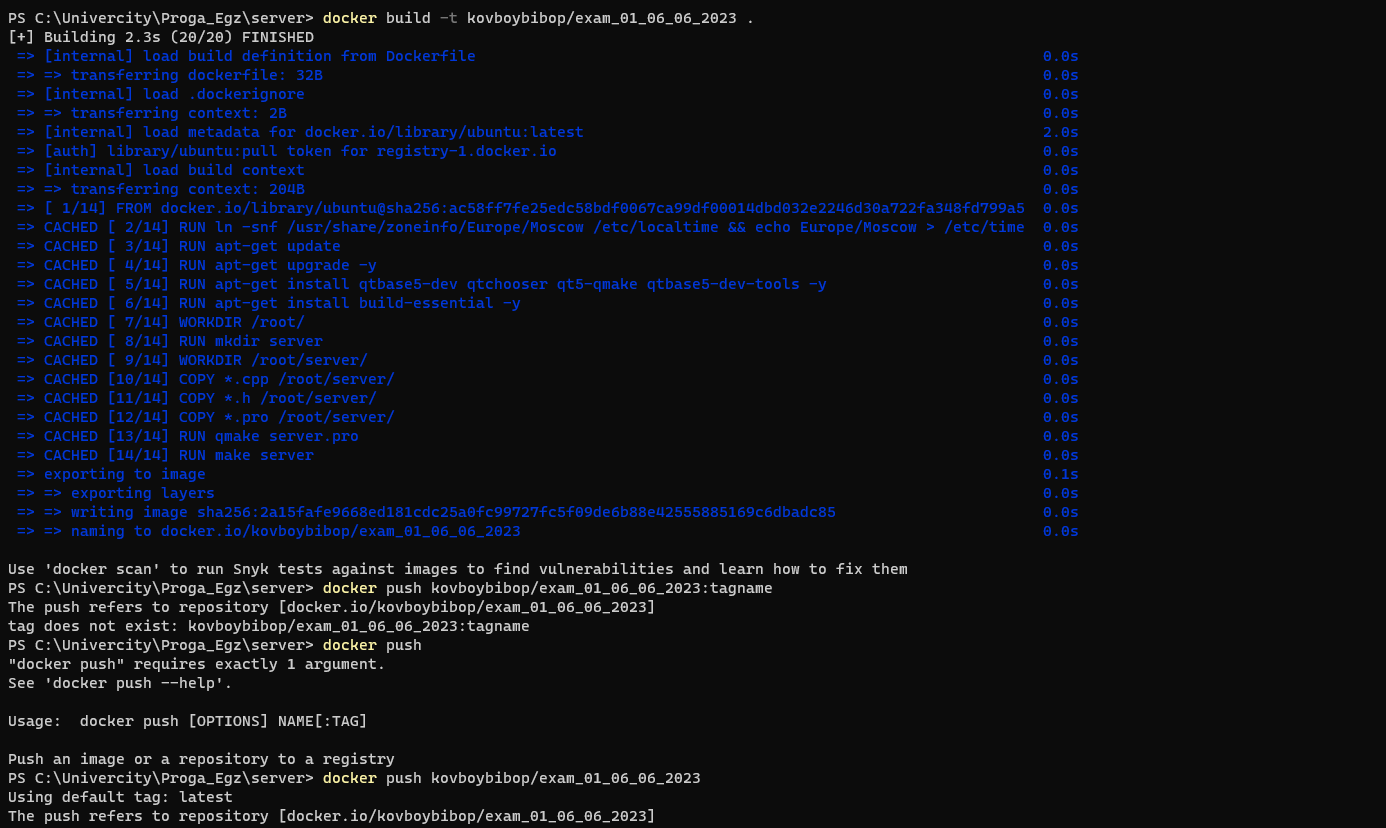 PS C:\Univercity\Proga_Egz\server> docker build -t kovboybibop/exam_01_06_06_2023 .
[+] Building 2.3s (20/20) FINISHED
=> [internal] load build definition from Dockerfile 0.0s
=> => transferring dockerfile: 32B 0.0s
=> [internal] load .dockerignore 0.0s
=> => transferring context: 2B 0.0s
=> [internal] load metadata for docker.io/library/ubuntu:latest 2.0s
=> [auth] library/ubuntu:pull token for registry-1.docker.io 0.0s
=> [internal] load build context 0.0s
=> => transferring context: 204B 0.0s
=> [ 1/14] FROM docker.io/library/ubuntu@sha256:ac58ff7fe25edc58bdf0067ca99df00014dbd032e2246d30a722fa348fd799a5 0.0s
=> CACHED [ 2/14] RUN ln -snf /usr/share/zoneinfo/Europe/Moscow /etc/localtime && echo Europe/Moscow > /etc/time 0.0s
=> CACHED [ 3/14] RUN apt-get update 0.0s
=> CACHED [ 4/14] RUN apt-get upgrade -y 0.0s
=> CACHED [ 5/14] RUN apt-get install qtbase5-dev qtchooser qt5-qmake qtbase5-dev-tools -y 0.0s
=> CACHED [ 6/14] RUN apt-get install build-essential -y 0.0s
=> CACHED [ 7/14] WORKDIR /root/ 0.0s
=> CACHED [ 8/14] RUN mkdir server 0.0s
=> CACHED [ 9/14] WORKDIR /root/server/ 0.0s
=> CACHED [10/14] COPY *.cpp /root/server/ 0.0s
=> CACHED [11/14] COPY *.h /root/server/ 0.0s
=> CACHED [12/14] COPY *.pro /root/server/ 0.0s
=> CACHED [13/14] RUN qmake server.pro 0.0s
=> CACHED [14/14] RUN make server 0.0s
=> exporting to image 0.1s
=> => exporting layers 0.0s
=> => writing image sha256:2a15fafe9668ed181cdc25a0fc99727fc5f09de6b88e42555885169c6dbadc85 0.0s
=> => naming to docker.io/kovboybibop/exam_01_06_06_2023 0.0s
Use 'docker scan' to run Snyk tests against images to find vulnerabilities and learn how to fix them
PS C:\Univercity\Proga_Egz\server> docker push kovboybibop/exam_01_06_06_2023:tagname
The push refers to repository [docker.io/kovboybibop/exam_01_06_06_2023]
tag does not exist: kovboybibop/exam_01_06_06_2023:tagname
PS C:\Univercity\Proga_Egz\server> docker push
"docker push" requires exactly 1 argument.
See 'docker push --help'.
Usage:  docker push [OPTIONS] NAME[:TAG]
Push an image or a repository to a registry
PS C:\Univercity\Proga_Egz\server> docker push kovboybibop/exam_01_06_06_2023
Using default tag: latest
The push refers to repository [docker.io/kovboybibop/exam_01_06_06_2023]